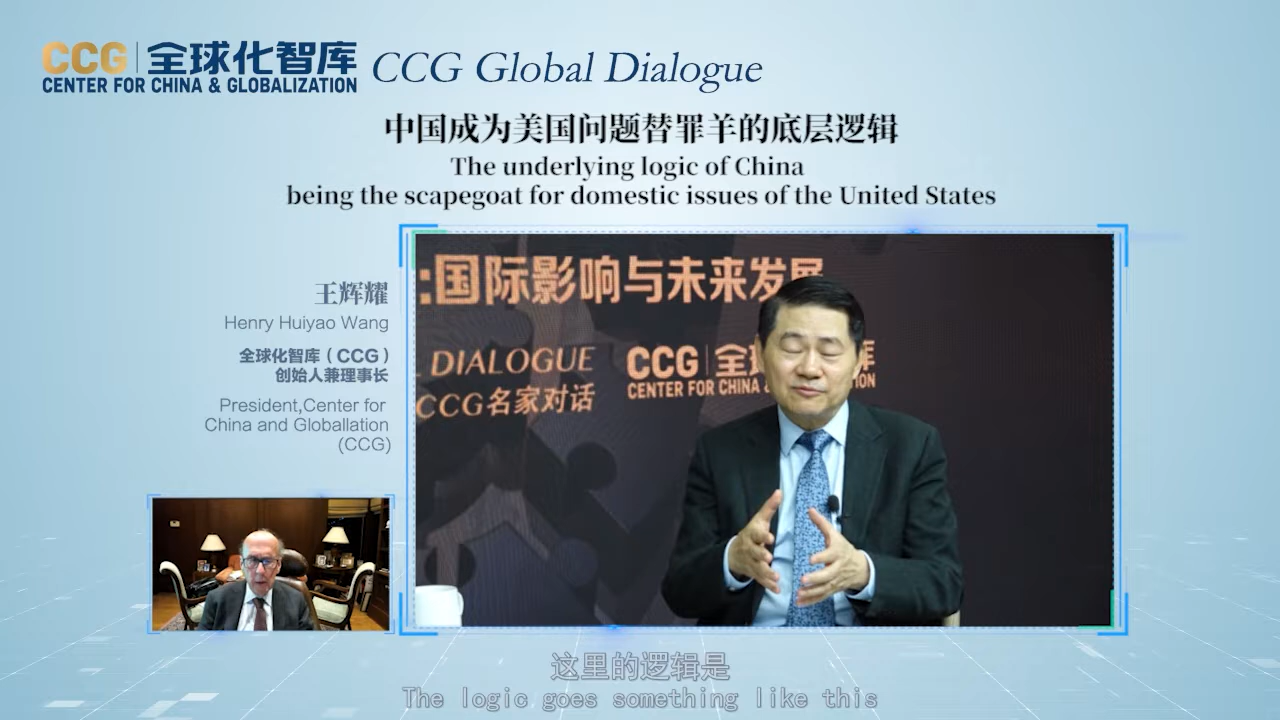 CCG 全球化智库
CENTER FOR CHINA & GLOBALIZATION
CCG Global Dialogue
中国成为美国问题替罪羊的底层逻辑
The underlying logic of China
being the scapegoat for domestic issues of the United States
王辉耀
Henry Huiyao Wang
全球化智库（CCG）
创始人兼理事长
President,Center for
China and Globallation
(CCG)
:国际影响与未来发展
DIALOGUE
CCG名家对话
CCG 全 库
CENTER FOR CHINA ION
这里的逻辑是
The logic goes something like this